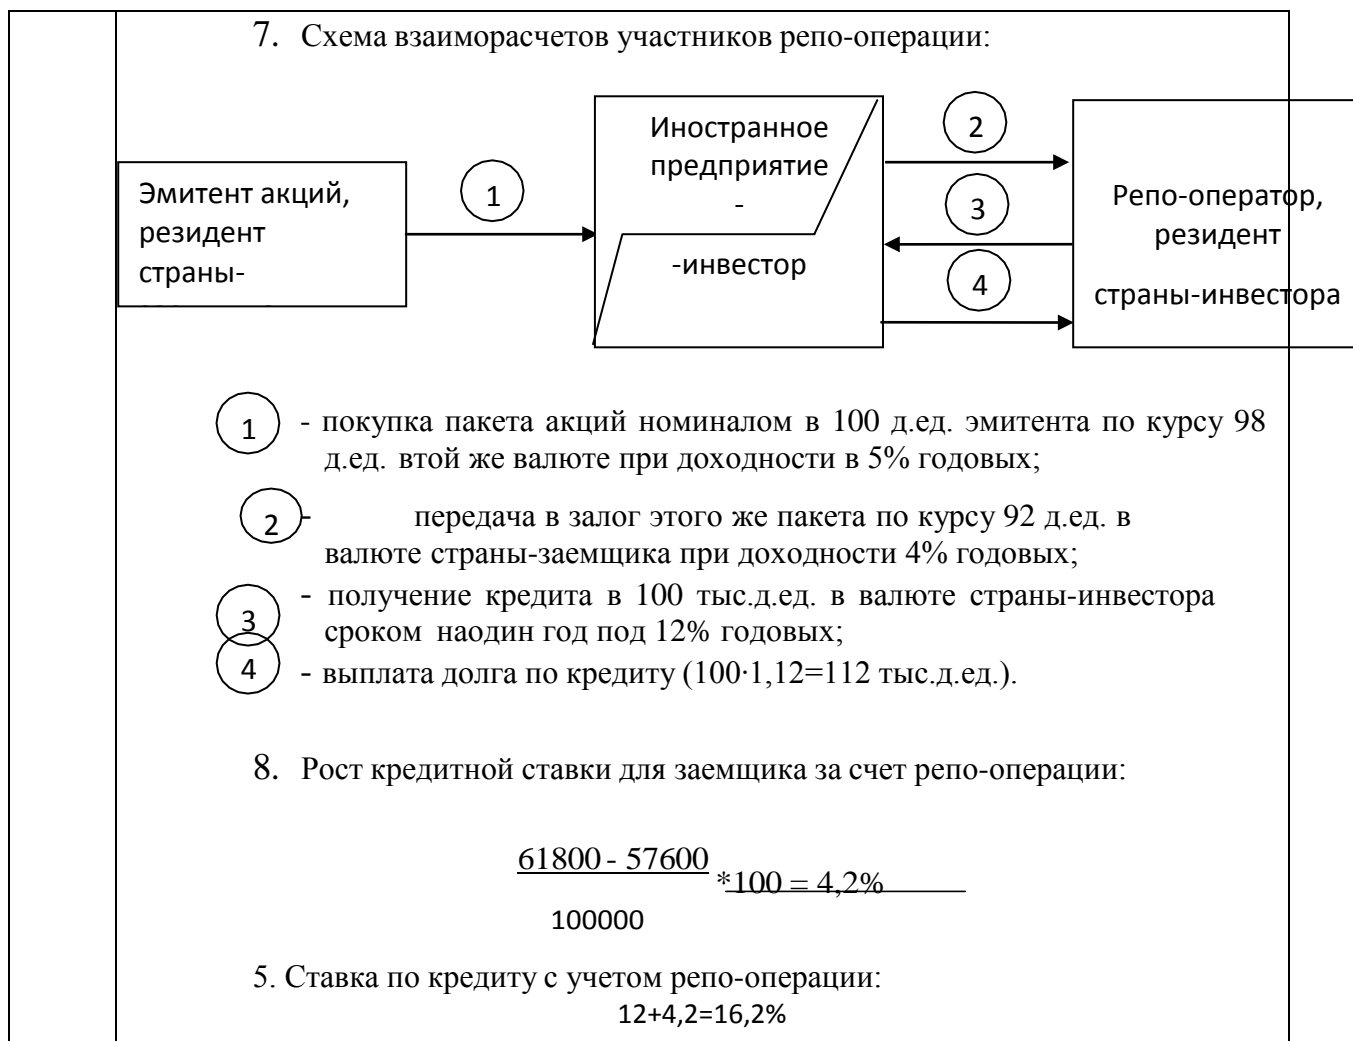 7. Схема взаиморасчетов участников репо-операции:
Эмитент акций,
резидент
страны-
1
Иностранное
предприятие
-
-инвестор
2
3
4
Репо-оператор,
резидент
страны-инвестора
1 - покупка пакета акций номиналом в 100 д.ед. эмитента по курсу 98
д.ед. втой же валюте при доходности в 5% годовых;
2 - передача в залог этого же пакета по курсу 92 д.ед. в
валюте страны-заемщика при доходности 4% годовых;
3 - получение кредита в 100 тыс.д.ед. в валюте страны-инвестора
сроком наодин год под 12% годовых;
4 - выплата долга по кредиту (100·1,12=112 тыс.д.ед.).
8. Рост кредитной ставки для заемщика за счет репо-операции:
61800 - 57600
*100 = 4,2%
100000
5. Ставка по кредиту с учетом репо-операции:
12+4,2=16,2%